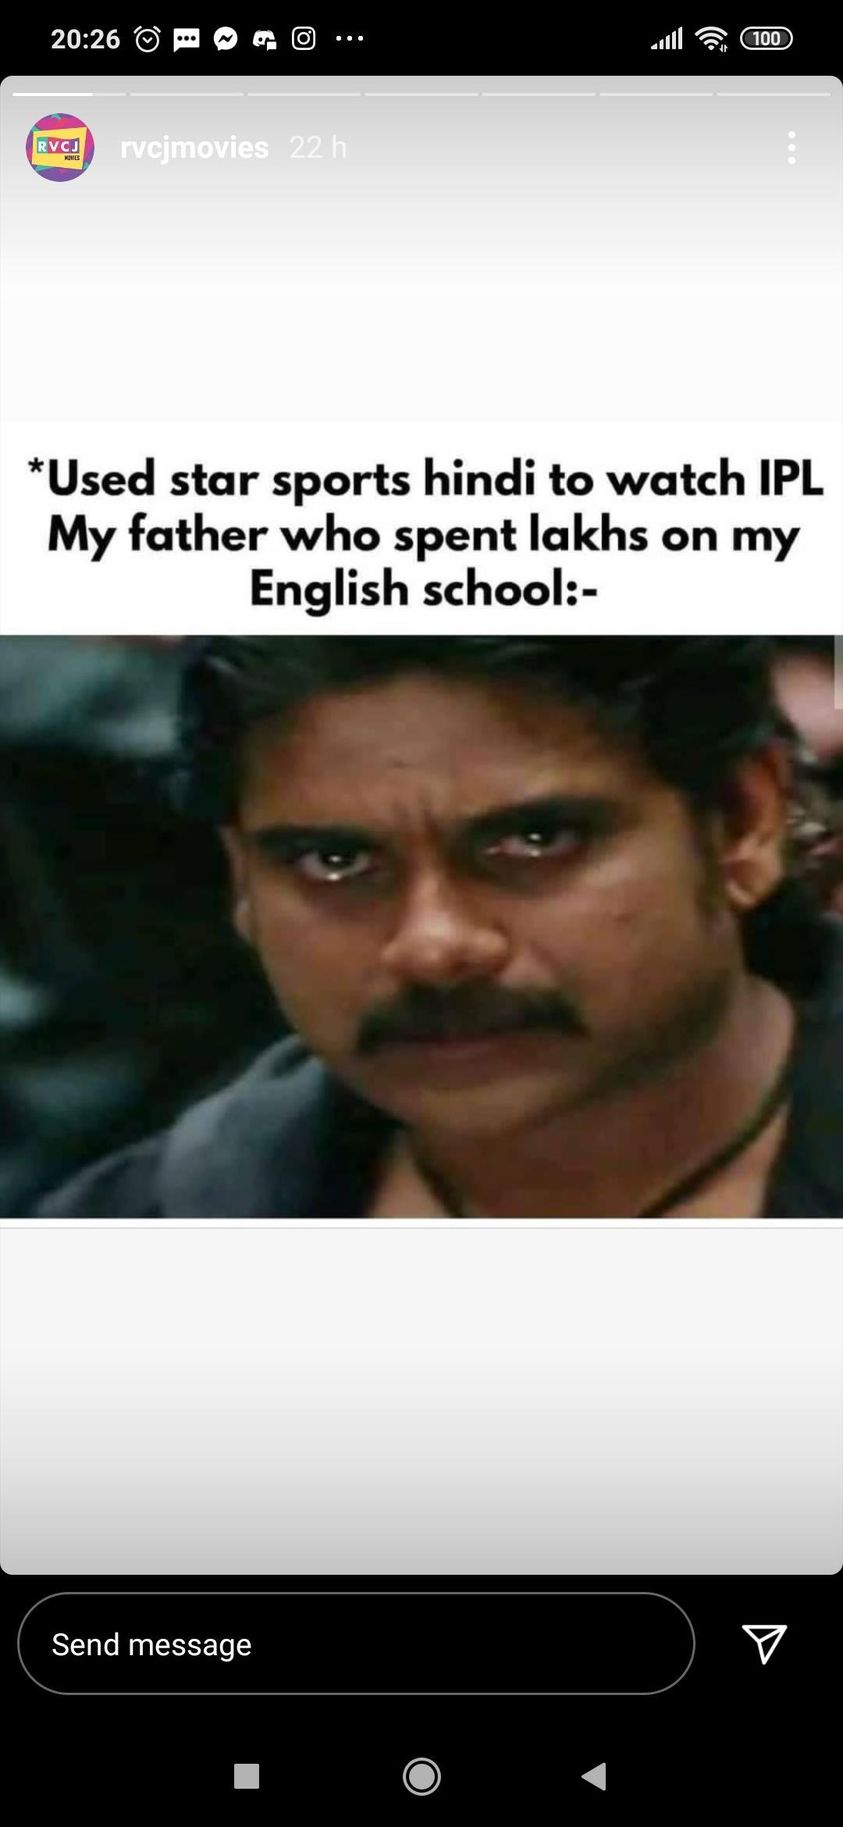 20:26
100
RVCJ
MOVIES
rvcjmovies 22 h
*Used star sports hindi to watch IPL
My father who spent lakhs on my
English school:-
Send message